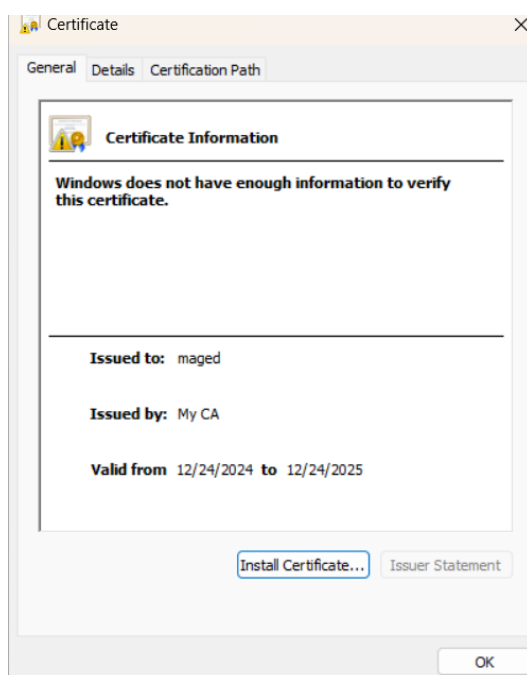 Certificate
General Details Certification Path
Certificate Information
Windows does not have enough information to verify
this certificate.
Issued to: maged
Issued by: My CA
Valid from 12/24/2024 to 12/24/2025
Install Certificate... Issuer Statement
OK